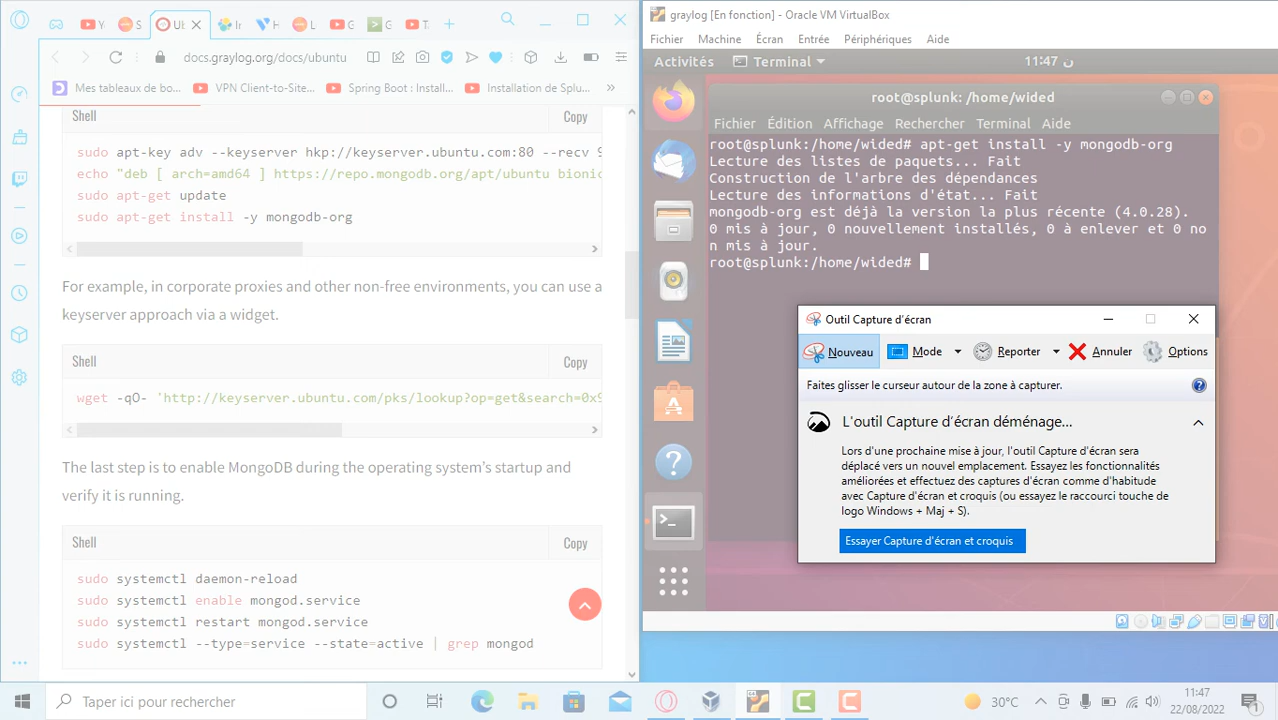 Ub
In
docs.graylog.org/docs/ubuntu
Mes tableaux de bo...
VPN Client-to-Site...
Spring Boot : Install...
Installation de Splu...
»
Shell
Copy
sudo apt-key adv --keyserver hkp://keyserver.ubuntu.com:80 --recv 9
echo "deb [ arch=amd64 ] https://repo.mongodb.org/apt/ubuntu bionic
sudo apt-get update
sudo apt-get install -y mongodb-org
For example, in corporate proxies and other non-free environments, you can use a
keyserver approach via a widget.
Shell
Copy
wget -qO- 'http://keyserver.ubuntu.com/pks/lookup?op=get&search=0x9
The last step is to enable MongoDB during the operating system's startup and
verify it is running.
Shell
Copy
sudo systemctl daemon-reload
sudo systemctl enable mongod.service
sudo systemctl restart mongod.service
sudo systemctl --type=service --state=active | grep mongod
graylog [En fonction] - Oracle VM VirtualBox
Fichier Machine Écran Entrée Périphériques Aide
Activités
Terminal
11:47 ن
root@splunk: /home/wided
Fichier Édition Affichage Rechercher Terminal Aide
root@splunk:/home/wided# apt-get install -y mongodb-org
Lecture des listes de paquets... Fait
Construction de l'arbre des dépendances
Lecture des informations d'état... Fait
mongodb-org est déjà la version la plus récente (4.0.28).
0 mis à jour, 0 nouvellement installés, 0 à enlever et 0 no
n mis à jour.
root@splunk:/home/wided#
Outil Capture d'écran
Nouveau
Mode
Reporter
Annuler
Options
Faites glisser le curseur autour de la zone à capturer.
L'outil Capture d'écran déménage...
Lors d'une prochaine mise à jour, l'outil Capture d'écran sera
déplacé vers un nouvel emplacement. Essayez les fonctionnalités
améliorées et effectuez des captures d'écran comme d'habitude
avec Capture d'écran et croquis (ou essayez le raccourci touche de
logo Windows + Maj + S).
Essayer Capture d'écran et croquis
Taper ici pour rechercher
30°C
11:47
22/08/2022
1